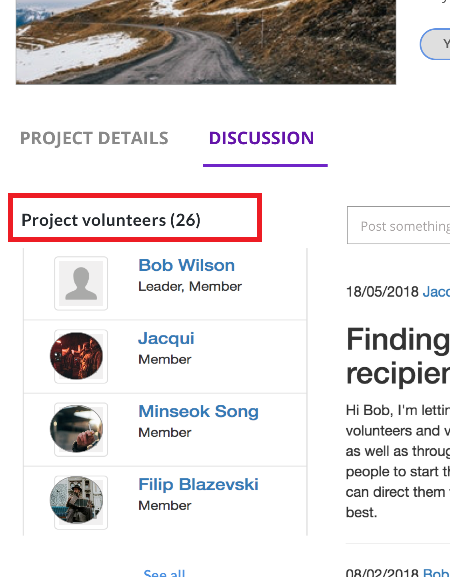 Y
PROJECT DETAILS
DISCUSSION
Project volunteers (26)
Bob Wilson
Leader, Member
Jacqui
Member
Minseok Song
Member
Filip Blazevski
Member
See all
Post something
18/05/2018 Jacq
Finding
recipien
Hi Bob, I'm lettin
volunteers and v
as well as throug
people to start th
can direct them
best.
08/02/2018 Bob